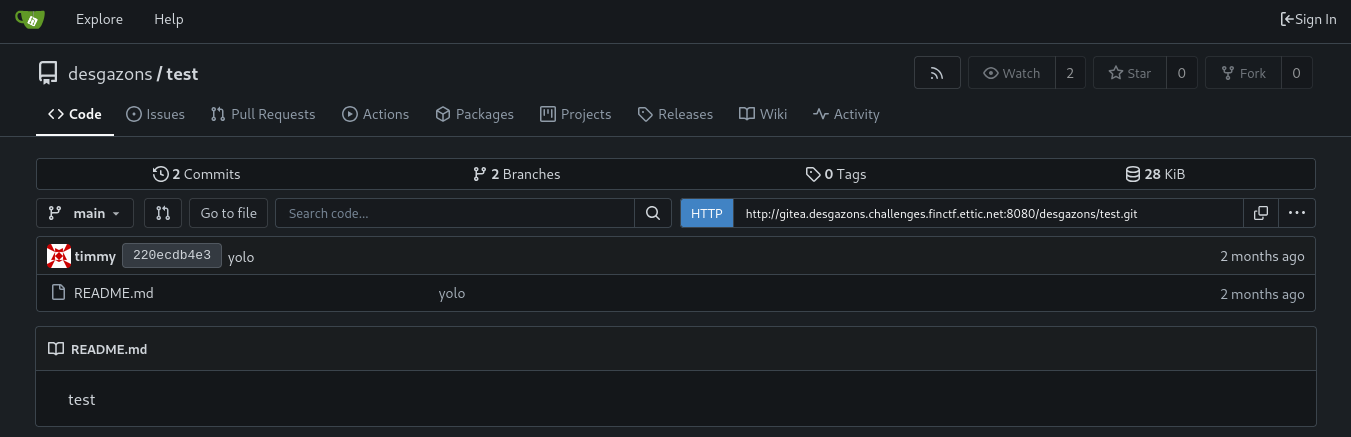 Explore Help Sign In
desgazons / test Watch 2 Star 0 Fork 0
Code Issues Pull Requests Actions Packages Projects Releases Wiki Activity
2 Commits 2 Branches 0 Tags 28 KiB
main Go to file Search code... HTTP http://gitea.desgazons.challenges.finctf.ettic.net:8080/desgazons/test.git
timmy 220ecdb4e3 yolo 2 months ago
README.md yolo 2 months ago
README.md
test